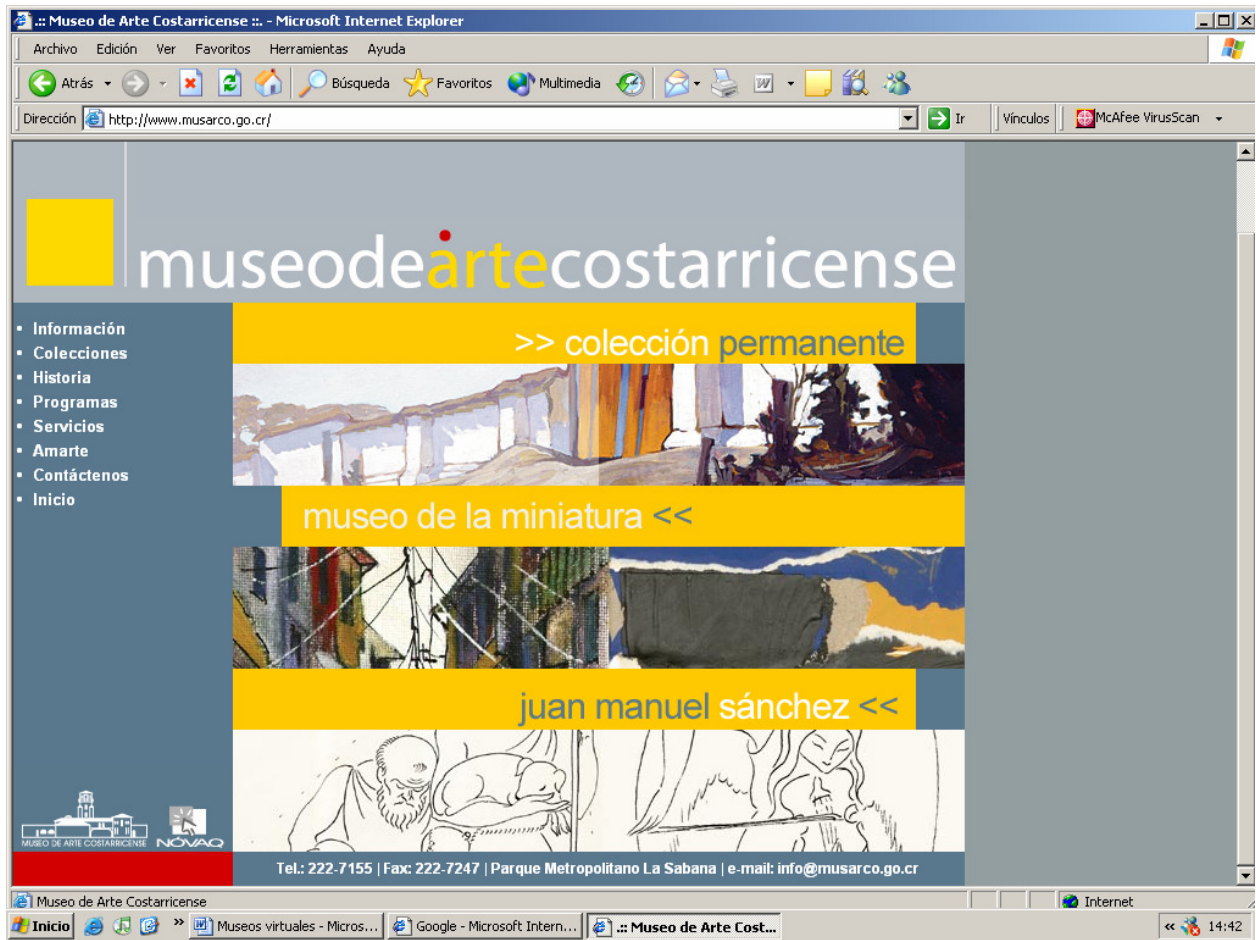 .:: Museo de Arte Costarricense ::. - Microsoft Internet Explorer
Archivo Edición Ver Favoritos Herramientas Ayuda
Atrás Búsqueda Favoritos Multimedia
Dirección http://www.musarco.go.cr/ Ir Vínculos McAfee VirusScan
museodeartecostarricense
• Información
• Colecciones
• Historia
• Programas
• Servicios
• Amarte
• Contáctenos
• Inicio
>> colección permanente
museo de la miniatura <<
juan manuel sánchez <<
MUSEO DE ARTE COSTARRICENSE NOVAQ
Tel.: 222-7155 | Fax: 222-7247 | Parque Metropolitano La Sabana | e-mail: info@musarco.go.cr
Museo de Arte Costarricense Internet
Inicio » Museos virtuales - Micros... Google - Microsoft Intern... .:: Museo de Arte Cost... « 14:42